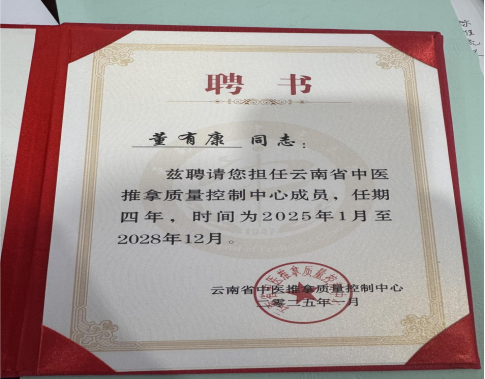 聘书
董有康 同志：
兹聘请您担任云南省中医
推拿质量控制中心成员，任期
四年，时间为2025年1月至
2028年12月。
云南省中医推拿质量控制中心
二零二五年一月